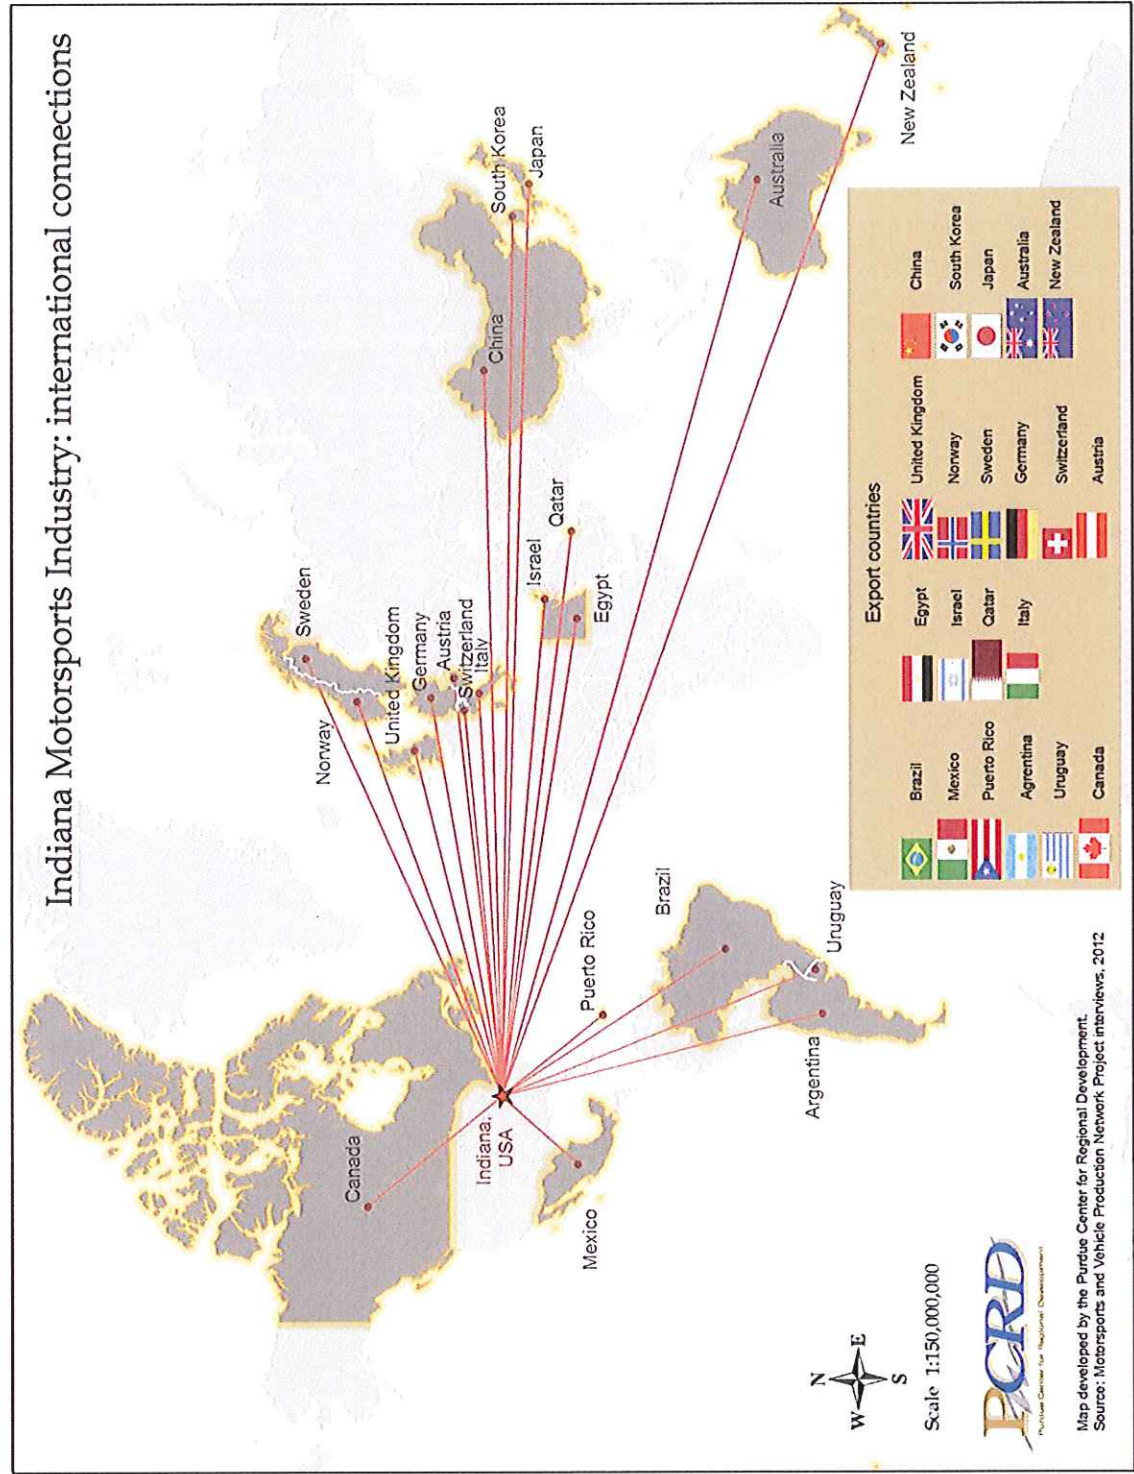 Indiana Motorsports Industry: international connections
Canada
Indiana,
USA
Mexico
Puerto Rico
Brazil
Argentina
Uruguay
Norway
Sweden
United Kingdom
Germany
Austria
Switzerland
Italy
Israel
Egypt
Qatar
China
South Korea
Japan
Australia
New Zealand
N
W
E
S
Scale 1:150,000,000
PCRD
Purdue Center for Regional Development
Map developed by the Purdue Center for Regional Development.
Source: Motorsports and Vehicle Production Network Project interviews, 2012
Export countries
Brazil
Mexico
Puerto Rico
Agrentina
Uruguay
Canada
Egypt
Israel
Qatar
Italy
United Kingdom
Norway
Sweden
Germany
Switzerland
Austria
China
South Korea
Japan
Australia
New Zealand